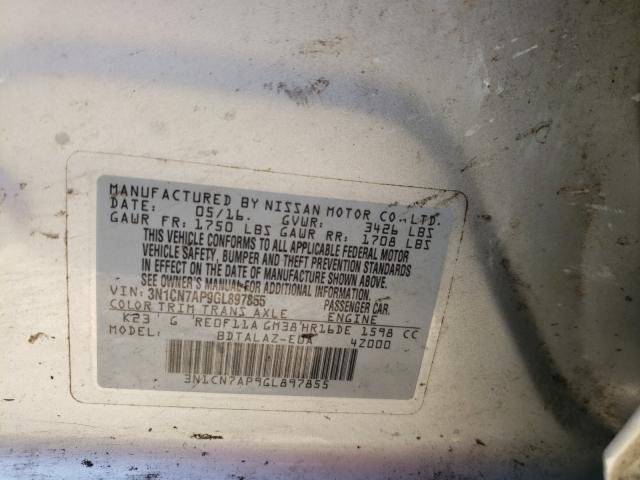 MANUFACTURED BY NISSAN MOTOR CO.,LTD.
DATE: 05/16. GVWR: 3426 LBS
GAWR FR: 1750 LBS GAWR RR: 1708 LBS
THIS VEHICLE CONFORMS TO ALL APPLICABLE FEDERAL MOTOR
VEHICLE SAFETY, BUMPER AND THEFT PREVENTION STANDARDS
IN EFFECT ON THE DATE OF MANUFACTURE SHOWN ABOVE.
SEE OWNER'S MANUAL FOR FURTHER INFORMATION
VIN: 3N1CN7AP9GL897855 PASSENGER CAR.
COLOR TRIM TRANS AXLE ENGINE
K23 G RE0F11A GM38 HR16DE 1598 CC
BDTALAZ-EDA 42000
3N1CN7AP9GL897855